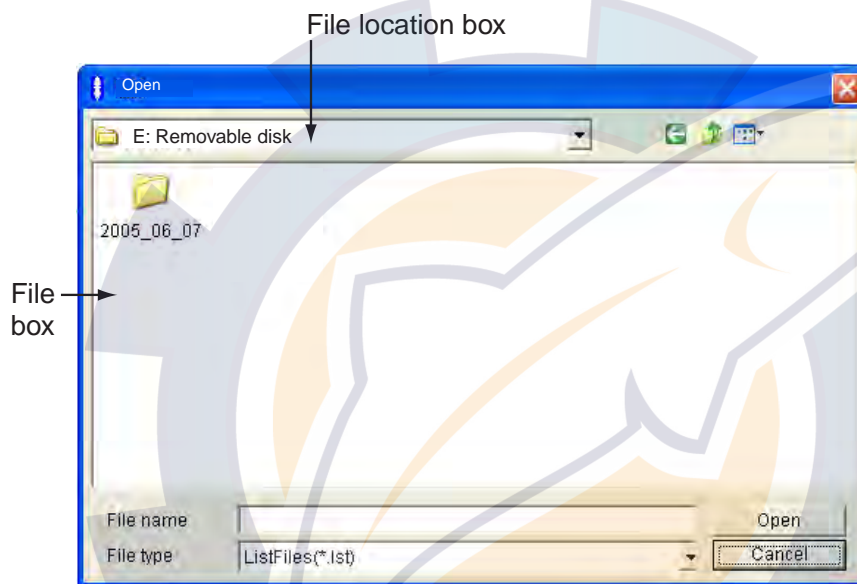 File location box
Open
E: Removable disk
2005_06_07
File
box
File name
Open
File type
ListFiles(*.lst)
Cancel